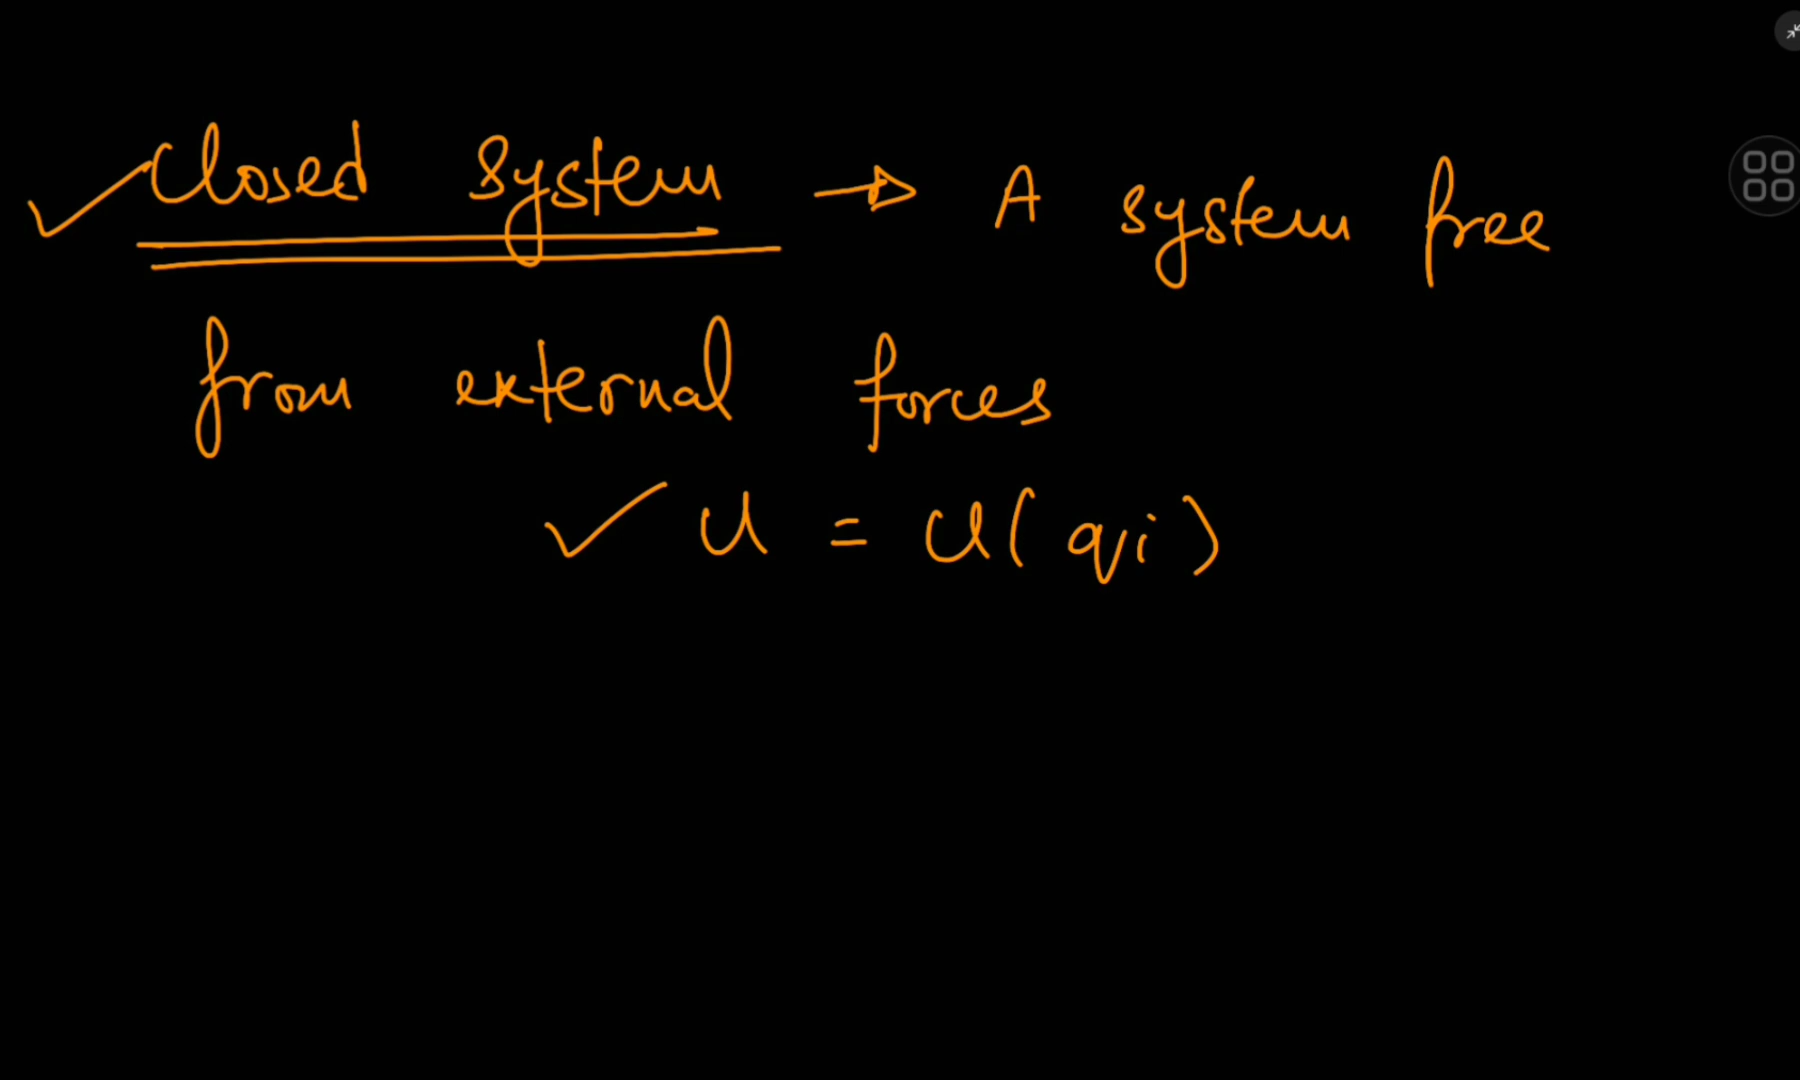 Closed system → A system free
from external forces
✓ U = U(qi)